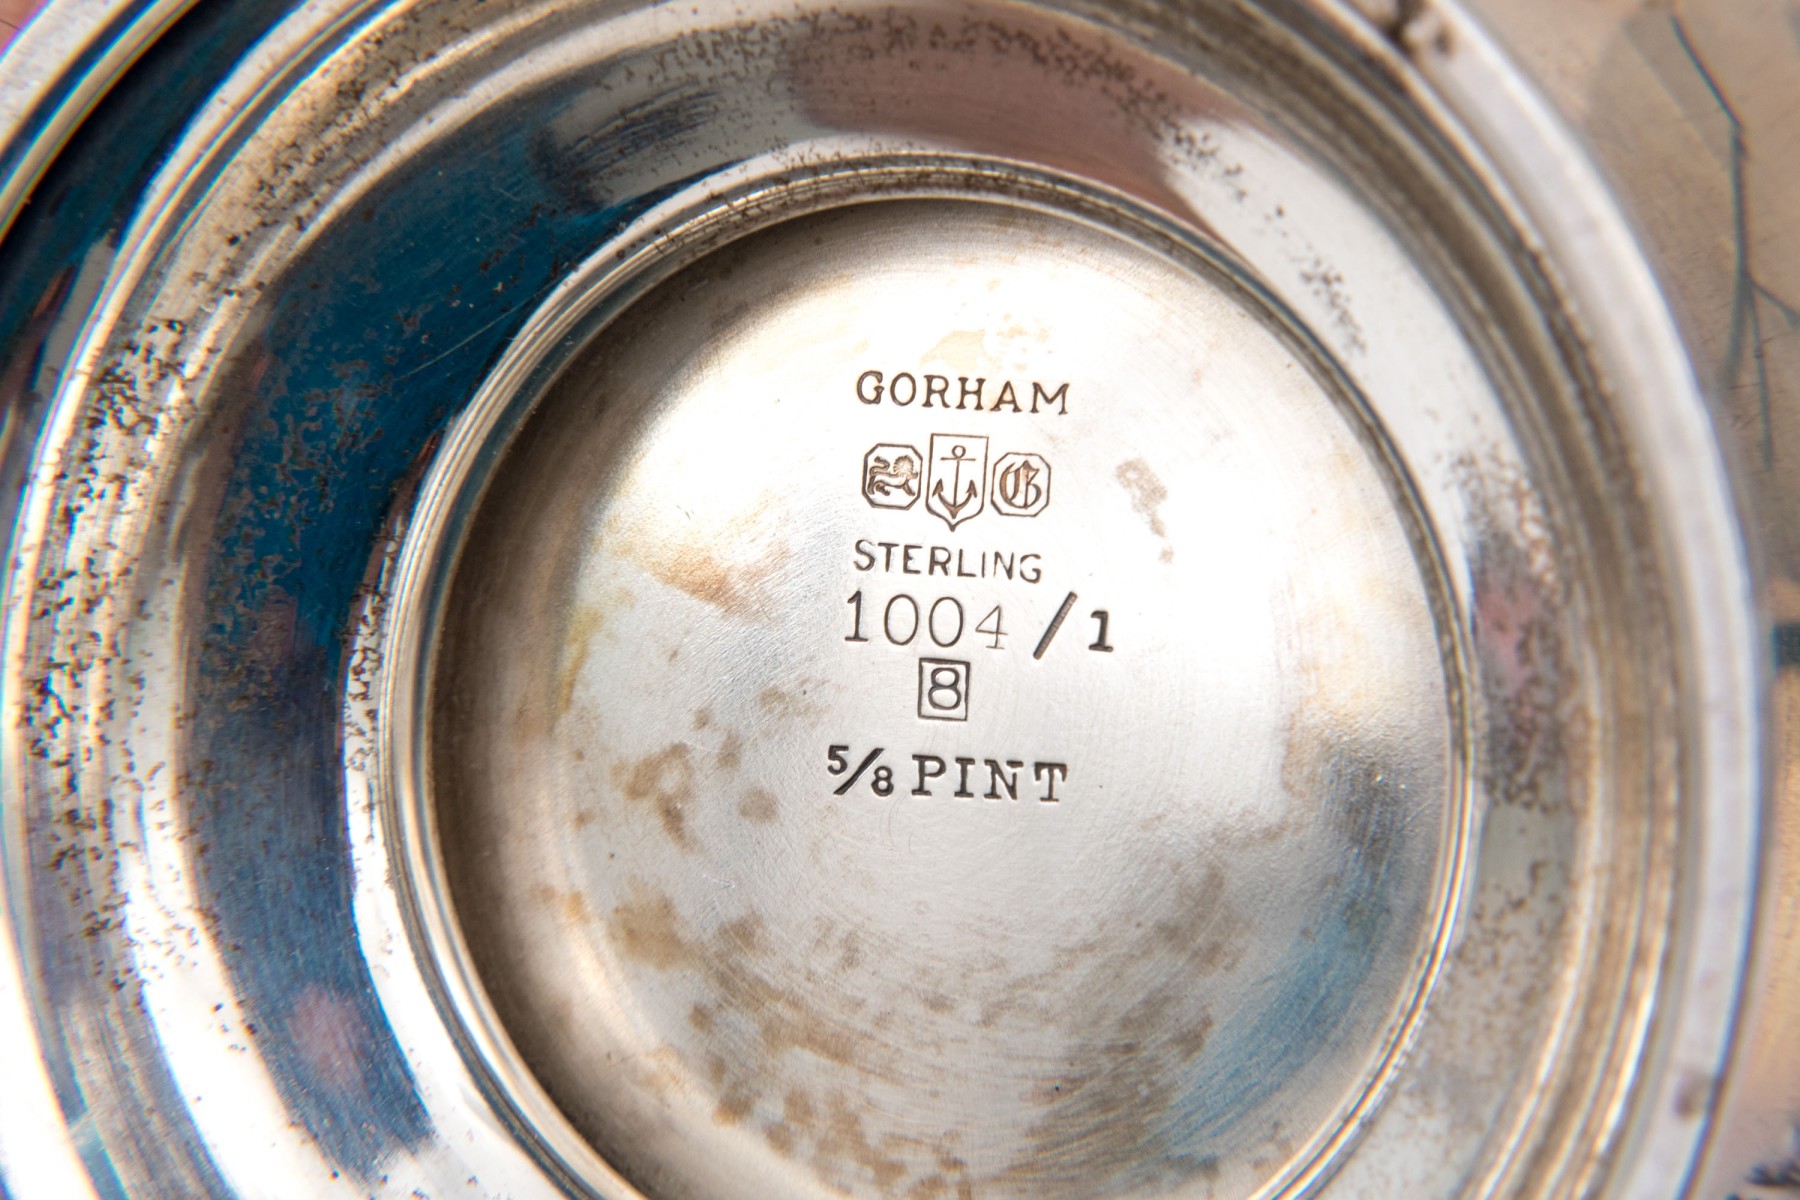 GORHAM
G
STERLING
1004 / 1
8
5/8 PINT